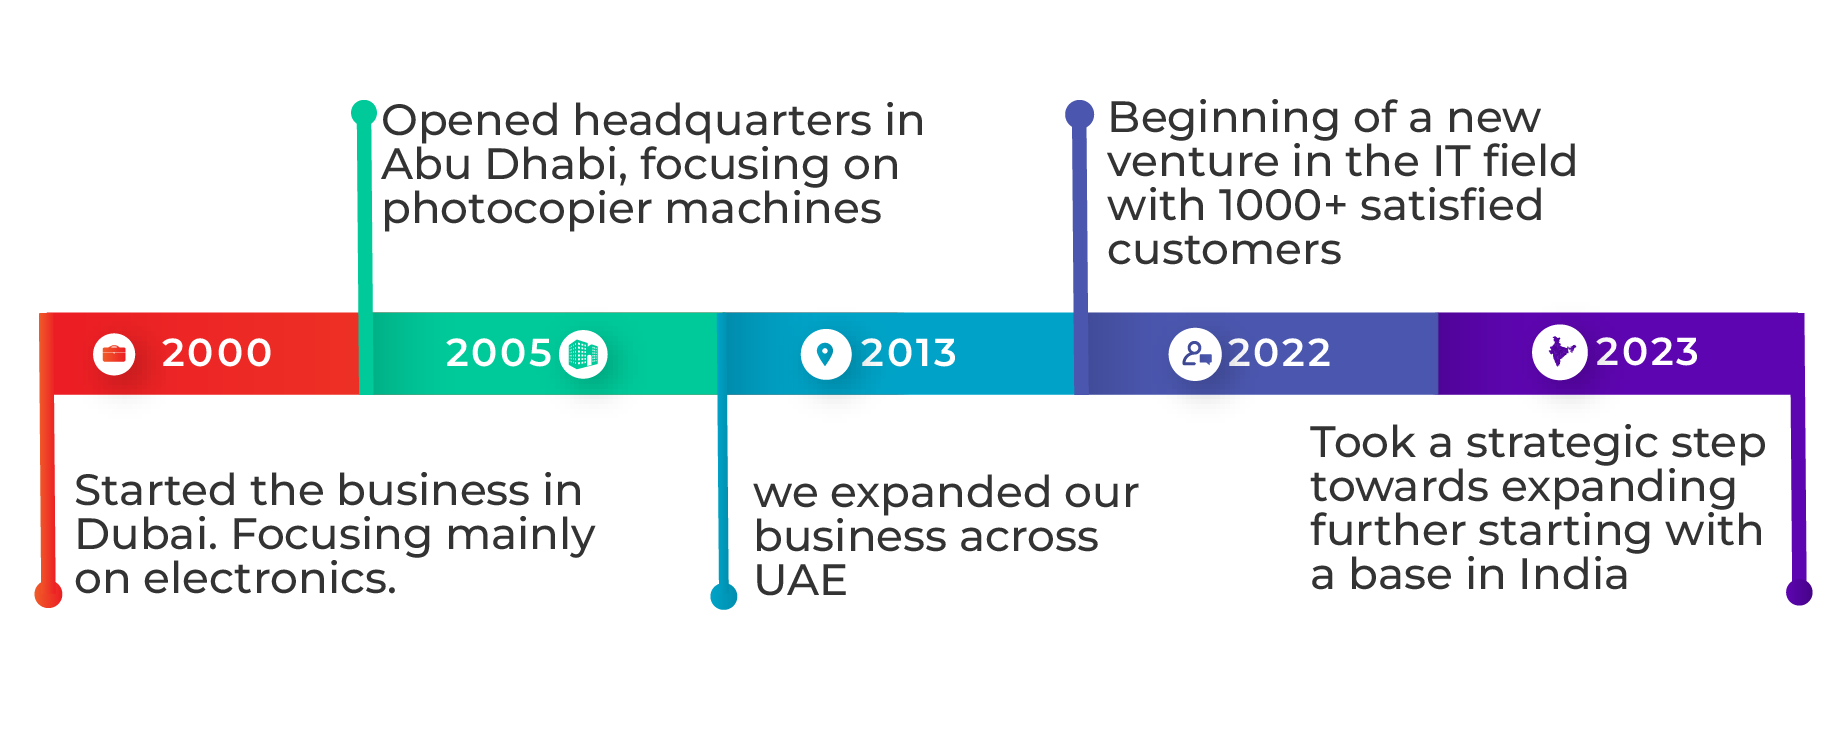 Opened headquarters in
Abu Dhabi, focusing on
photocopier machines
Beginning of a new
venture in the IT field
with 1000+ satisfied
customers
2000
2005
2013
2022
2023
Started the business in
Dubai. Focusing mainly
on electronics.
we expanded our
business across
UAE
Took a strategic step
towards expanding
further starting with
a base in India